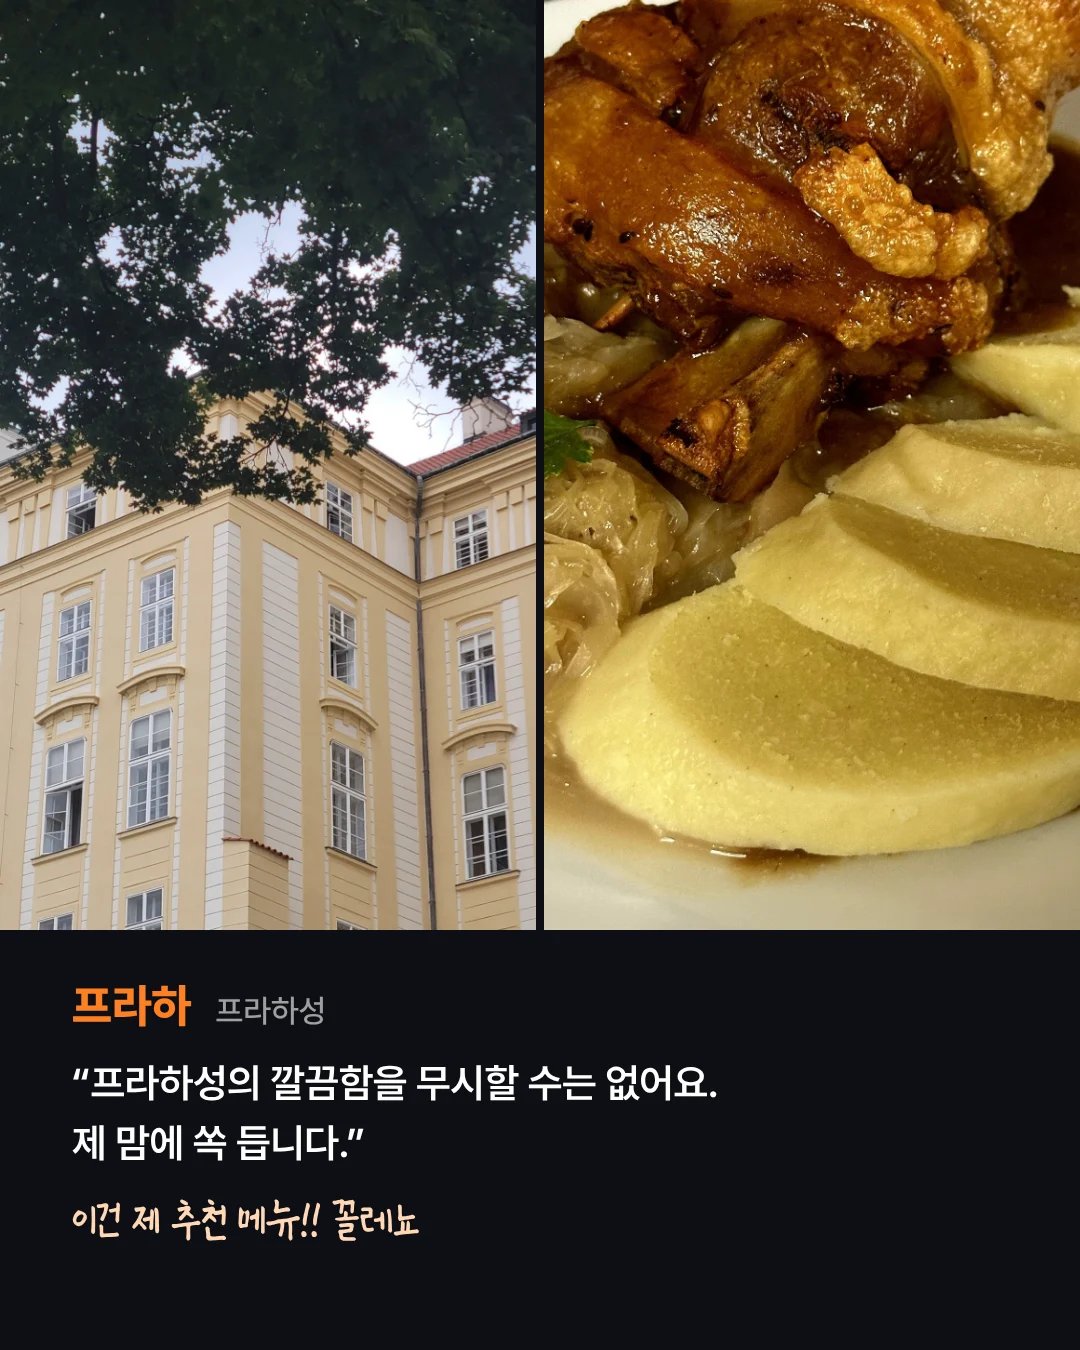 프라하 프라하성
“프라하성의 깔끔함을 무시할 수는 없어요.
제 맘에 쏙 듭니다.”
이건 제 추천 메뉴!! 꼴레뇨